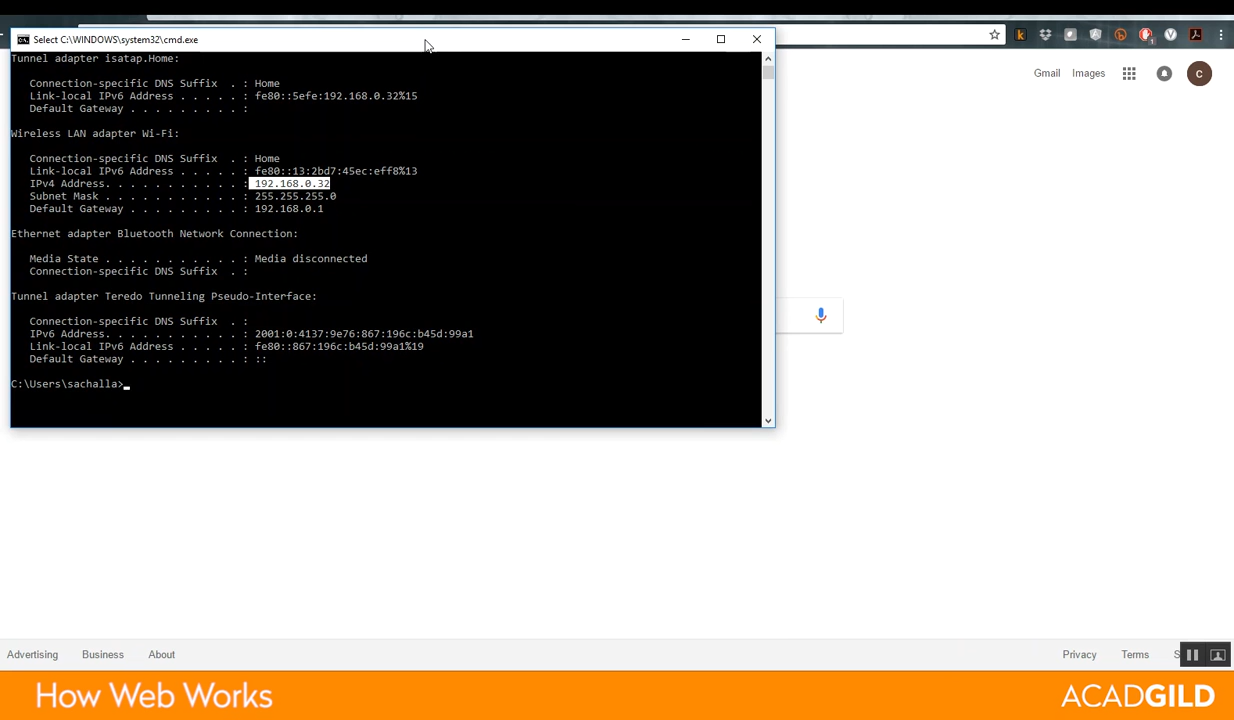 Select C:\WINDOWS\system32\cmd.exe
Gmail Images C
1
Tunnel adapter isatap.Home:
Connection-specific DNS Suffix . : Home
Link-local IPv6 Address . . . . . : fe80::5efe:192.168.0.32%15
Default Gateway . . . . . . . . . :
Wireless LAN adapter Wi-Fi:
Connection-specific DNS Suffix . : Home
Link-local IPv6 Address . . . . . : fe80::13:2bd7:45ec:eff8%13
IPv4 Address. . . . . . . . . . . : 192.168.0.32
Subnet Mask . . . . . . . . . . . : 255.255.255.0
Default Gateway . . . . . . . . . : 192.168.0.1
Ethernet adapter Bluetooth Network Connection:
Media State . . . . . . . . . . . : Media disconnected
Connection-specific DNS Suffix . :
Tunnel adapter Teredo Tunneling Pseudo-Interface:
Connection-specific DNS Suffix . :
IPv6 Address. . . . . . . . . . . : 2001:0:4137:9e76:867:196c:b45d:99a1
Link-local IPv6 Address . . . . . : fe80::867:196c:b45d:99a1%19
Default Gateway . . . . . . . . . : ::
C:\Users\sachalla>_
Advertising Business About Privacy Terms
How Web Works ACADGILD